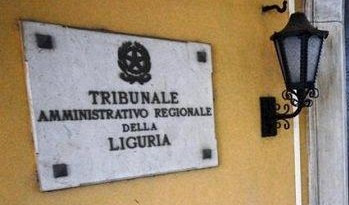 TRIBUNALE
AMMINISTRATIVO REGIONALE
DELLA
LIGURIA